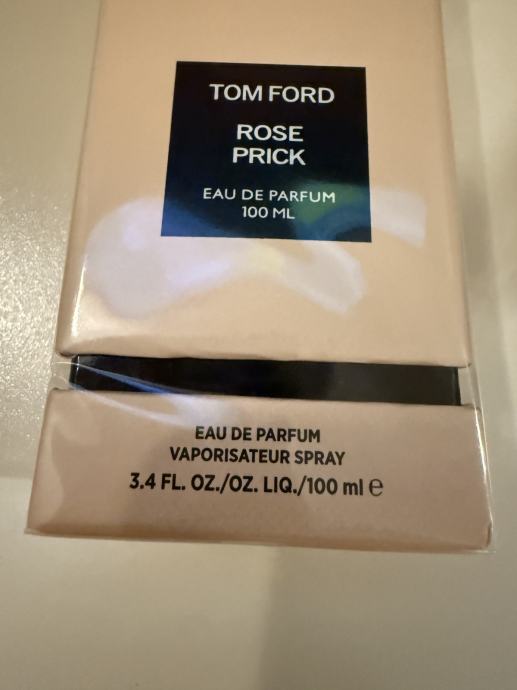 TOM FORD
ROSE
PRICK
EAU DE PARFUM
100 ML
EAU DE PARFUM
VAPORISATEUR SPRAY
3.4 FL. OZ./OZ. LIQ./100 ml ℮